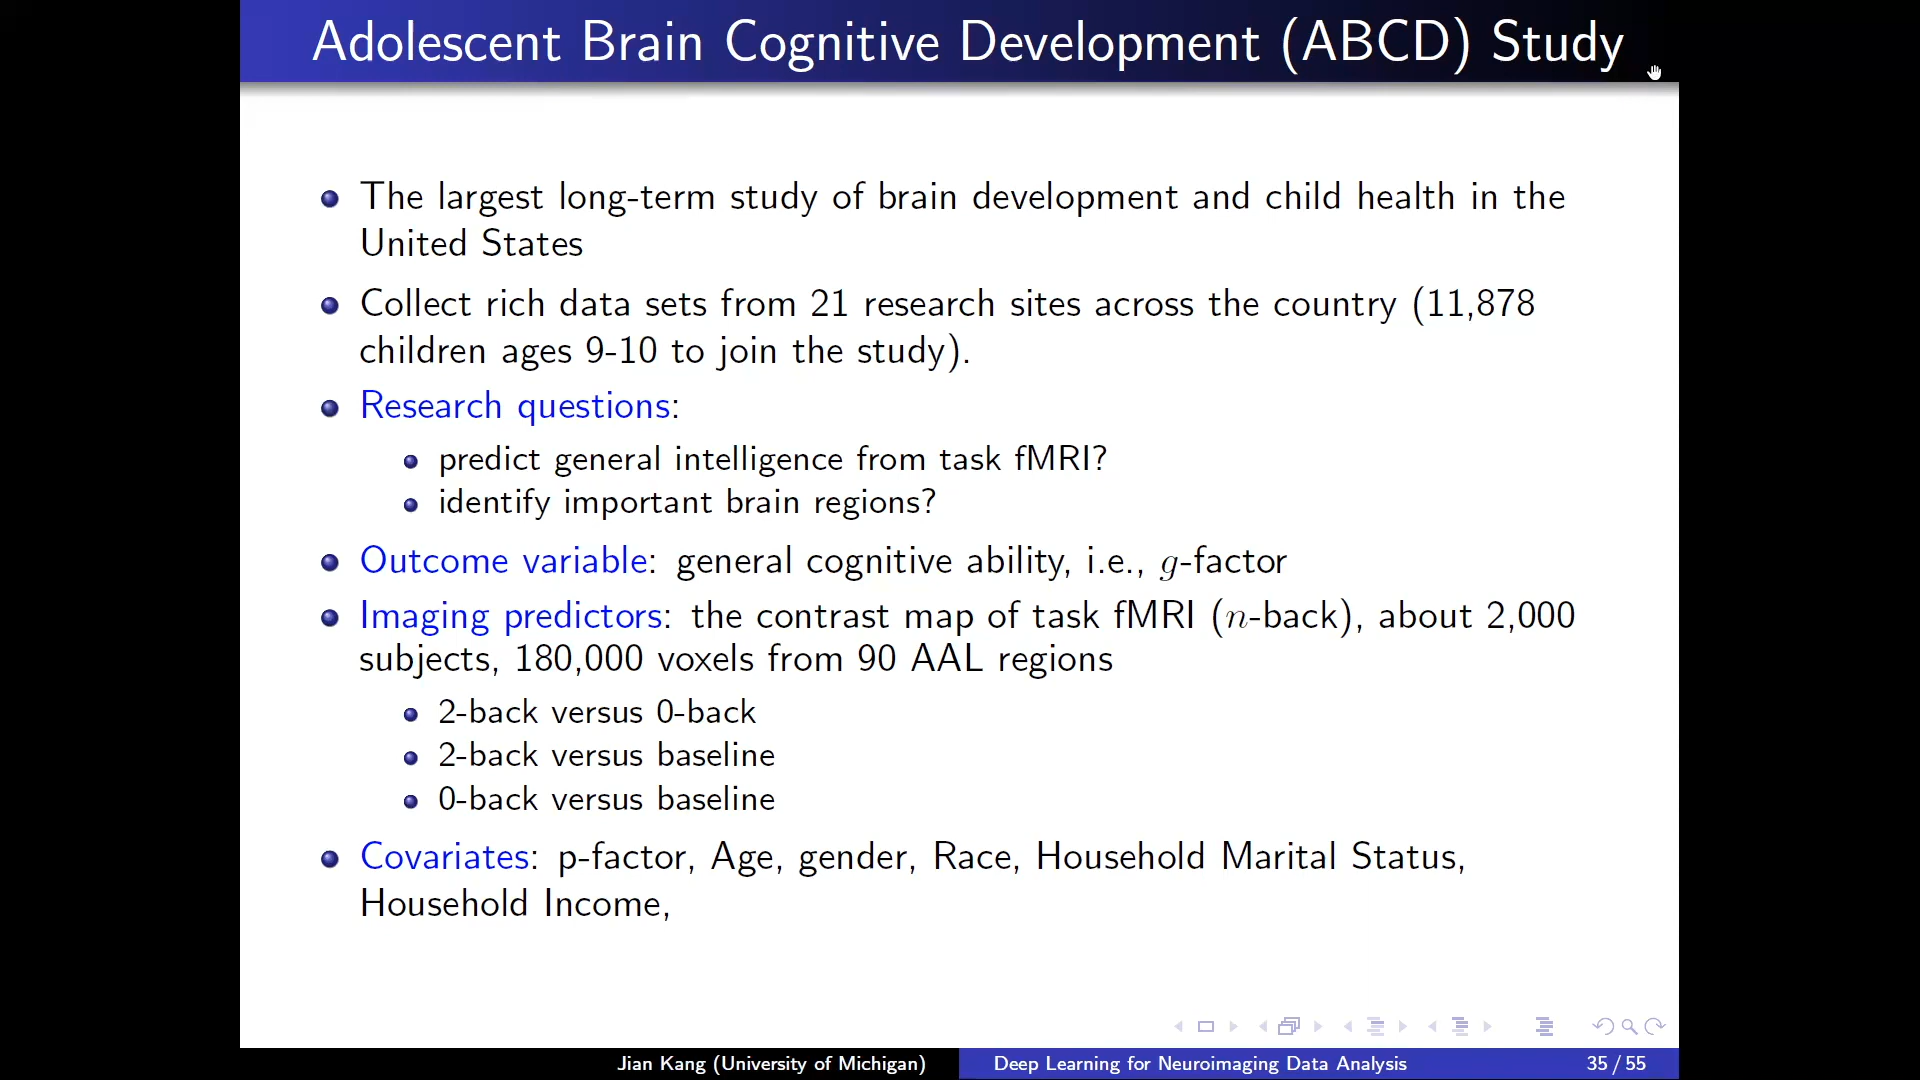 Adolescent Brain Cognitive Development (ABCD) Study
The largest long-term study of brain development and child health in the
United States
Collect rich data sets from 21 research sites across the country (11,878
children ages 9-10 to join the study).
Research questions:
predict general intelligence from task fMRI?
identify important brain regions?
Outcome variable: general cognitive ability, i.e., g-factor
Imaging predictors: the contrast map of task fMRI (n-back), about 2,000
subjects, 180,000 voxels from 90 AAL regions
2-back versus 0-back
2-back versus baseline
0-back versus baseline
Covariates: p-factor, Age, gender, Race, Household Marital Status,
Household Income,
Jian Kang (University of Michigan) Deep Learning for Neuroimaging Data Analysis 35 / 55